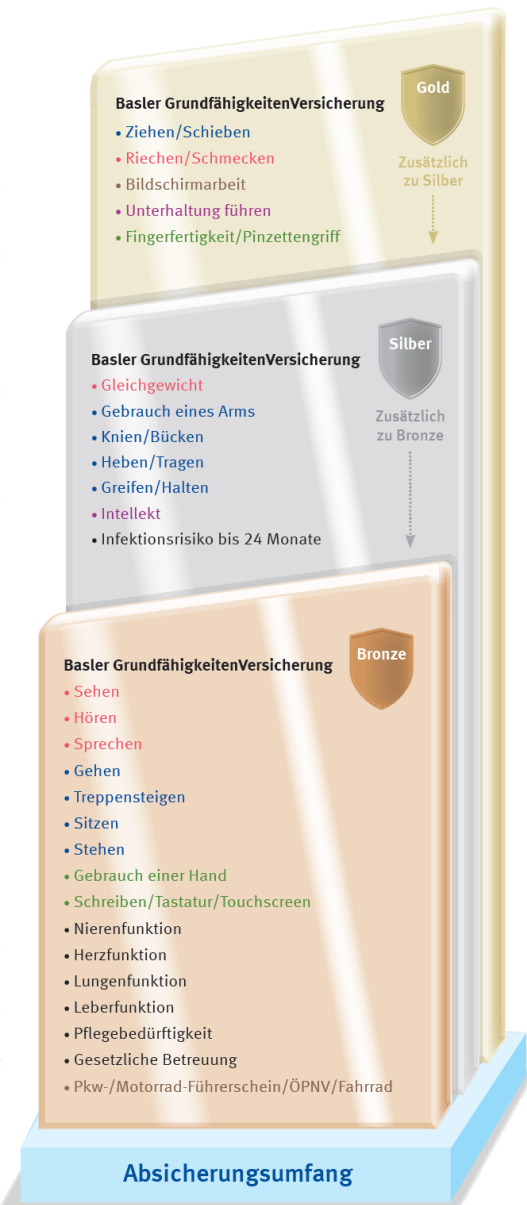 Gold
Basler GrundfähigkeitenVersicherung
• Ziehen/Schieben
• Riechen/Schmecken
• Bildschirmarbeit
• Unterhaltung führen
• Fingerfertigkeit/Pinzettengriff
Zusätzlich
zu Silber
Silber
Basler GrundfähigkeitenVersicherung
• Gleichgewicht
• Gebrauch eines Arms
• Knien/Bücken
• Heben/Tragen
• Greifen/Halten
• Intellekt
• Infektionsrisiko bis 24 Monate
Zusätzlich
zu Bronze
Bronze
Basler GrundfähigkeitenVersicherung
• Sehen
• Hören
• Sprechen
• Gehen
• Treppensteigen
• Sitzen
• Stehen
• Gebrauch einer Hand
• Schreiben/Tastatur/Touchscreen
• Nierenfunktion
• Herzfunktion
• Lungenfunktion
• Leberfunktion
• Pflegebedürftigkeit
• Gesetzliche Betreuung
• Pkw-/Motorrad-Führerschein/ÖPNV/Fahrrad
Absicherungsumfang